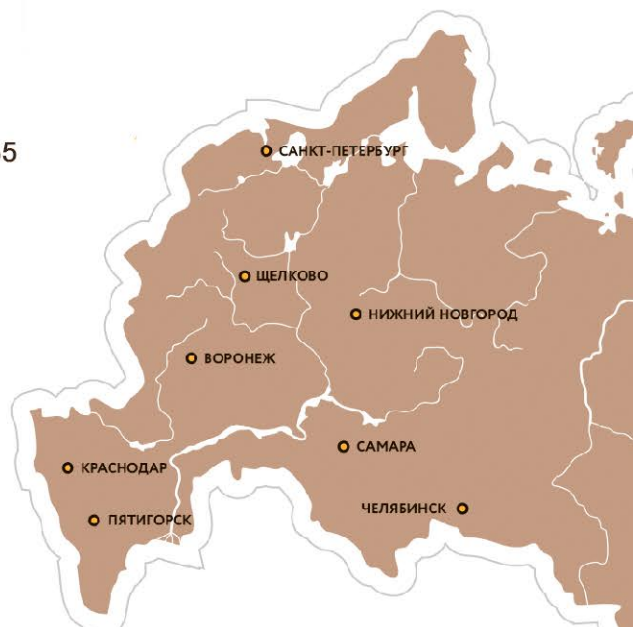 5
САНКТ-ПЕТЕРБУРГ
ЩЕЛКОВО
НИЖНИЙ НОВГОРОД
ВОРОНЕЖ
САМАРА
КРАСНОДАР
ЧЕЛЯБИНСК
ПЯТИГОРСК